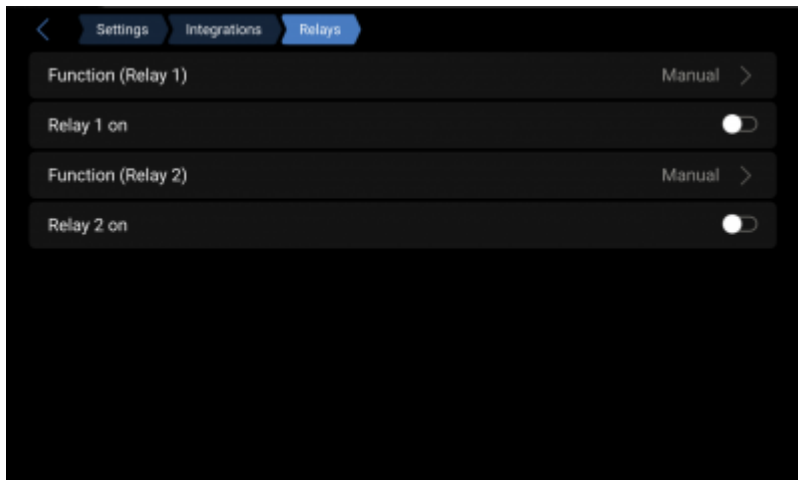 Settings Integrations Relays
Function (Relay 1) Manual
Relay 1 on
Function (Relay 2) Manual
Relay 2 on